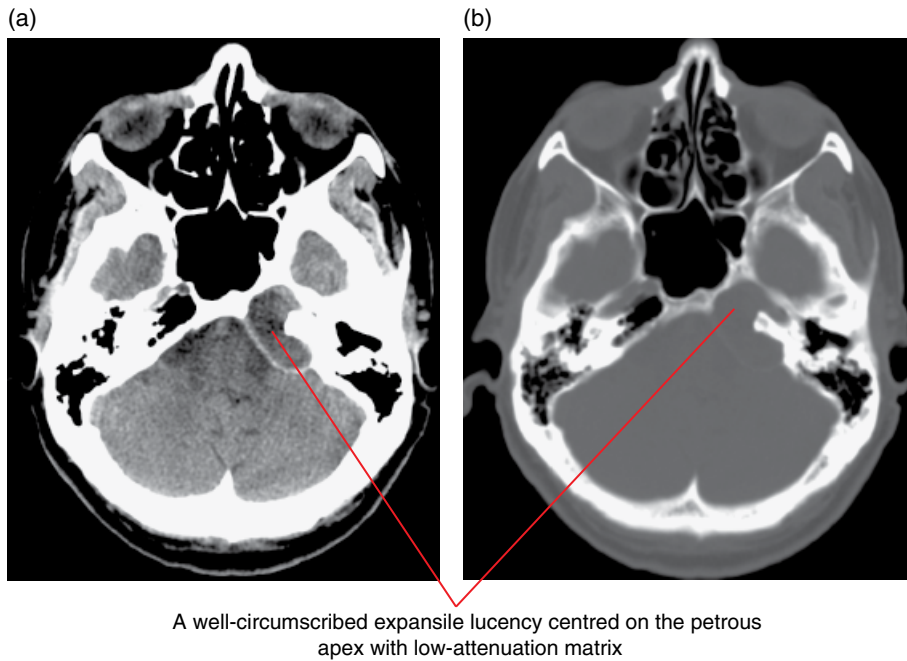 (a)
(b)
A well-circumscribed expansile lucency centred on the petrous
apex with low-attenuation matrix